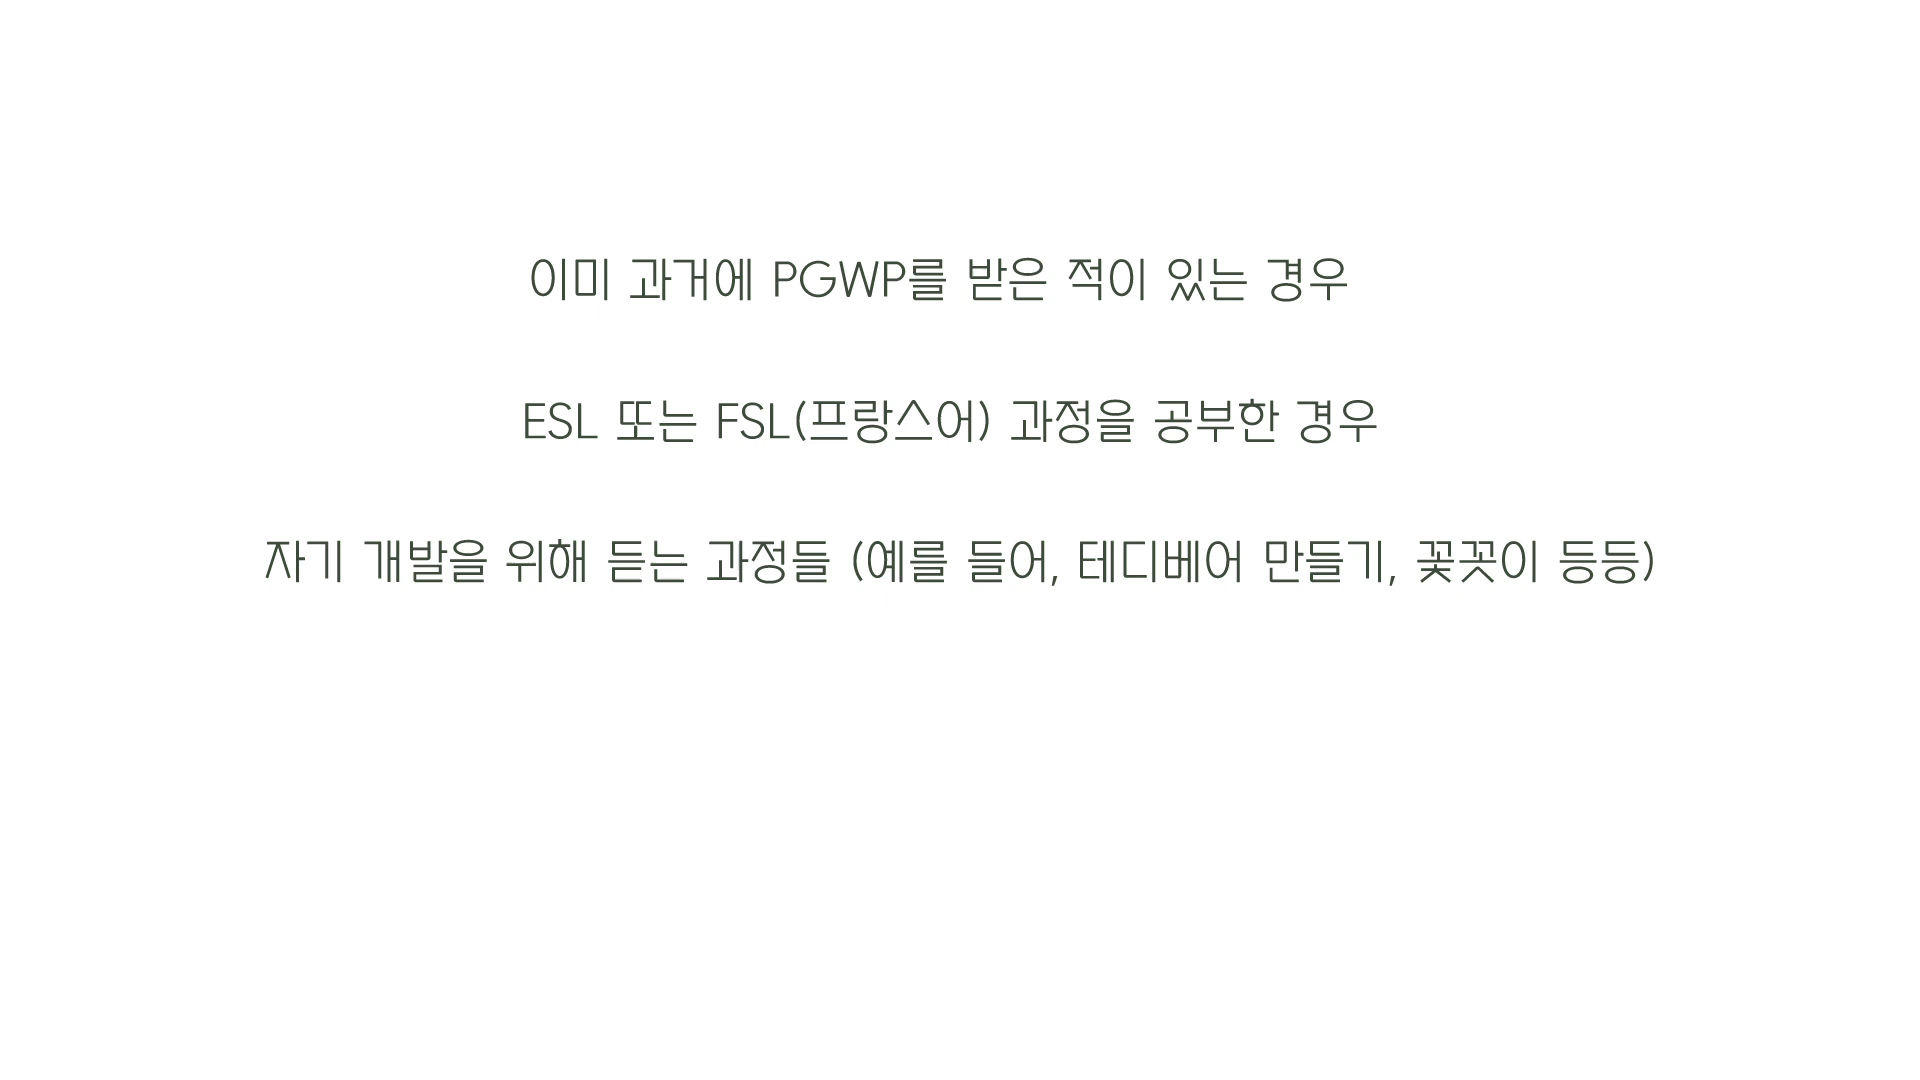 이미 과거에 PGWP를 받은 적이 있는 경우
ESL 또는 FSL(프랑스어) 과정을 공부한 경우
자기 개발을 위해 듣는 과정들 (예를 들어, 테디베어 만들기, 꽃꽂이 등등)